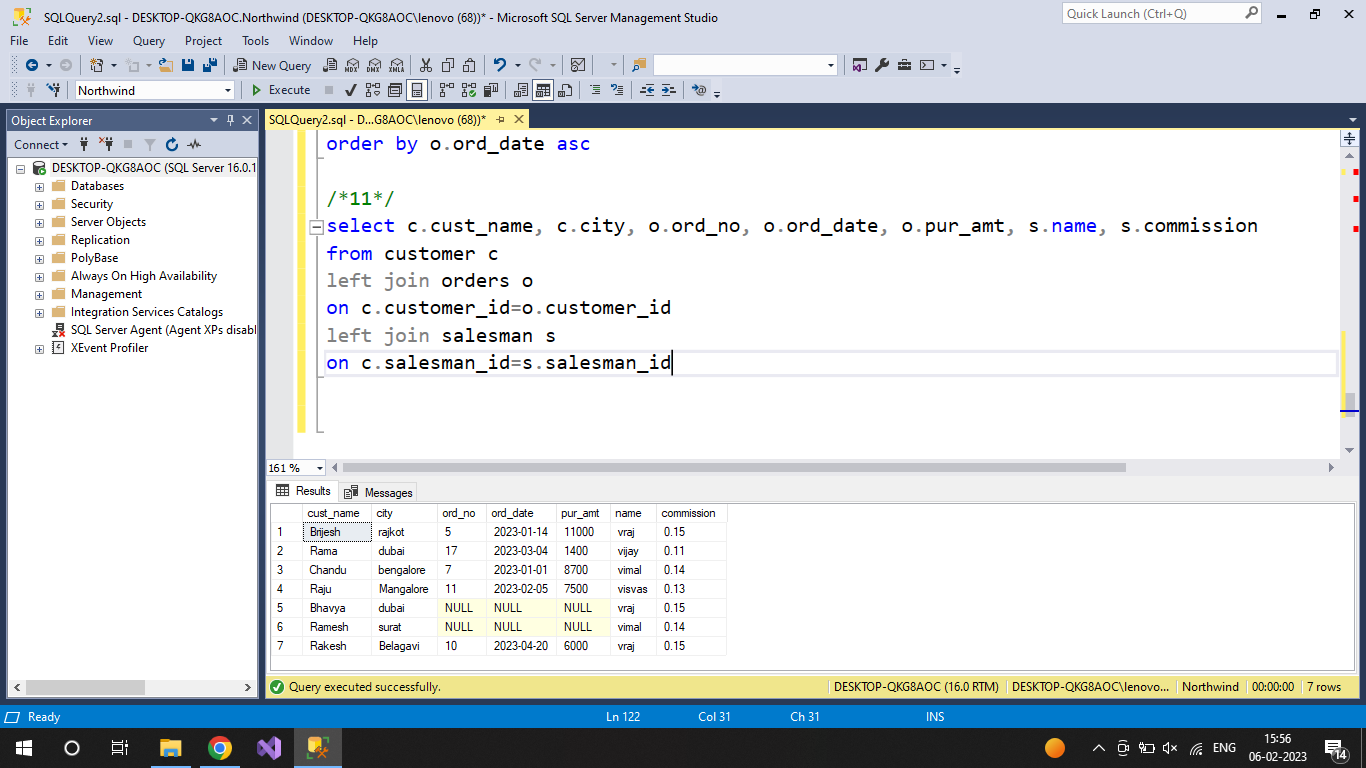 SQLQuery2.sql - DESKTOP-QKG8AOC.Northwind (DESKTOP-QKG8AOC\lenovo (68))* - Microsoft SQL Server Management Studio
Quick Launch (Ctrl+Q)
File Edit View Query Project Tools Window Help
New Query
MDX DMX XMLA
Northwind
Execute
Object Explorer
Connect
DESKTOP-QKG8AOC (SQL Server 16.0.1
Databases
Security
Server Objects
Replication
PolyBase
Always On High Availability
Management
Integration Services Catalogs
SQL Server Agent (Agent XPs disabl
XEvent Profiler
SQLQuery2.sql - D...G8AOC\lenovo (68))*
order by o.ord_date asc
/*11*/
select c.cust_name, c.city, o.ord_no, o.ord_date, o.pur_amt, s.name, s.commission
from customer c
left join orders o
on c.customer_id=o.customer_id
left join salesman s
on c.salesman_id=s.salesman_id
161 %
Results Messages
cust_name city ord_no ord_date pur_amt name commission
1 Brijesh rajkot 5 2023-01-14 11000 vraj 0.15
2 Rama dubai 17 2023-03-04 1400 vijay 0.11
3 Chandu bengalore 7 2023-01-01 8700 vimal 0.14
4 Raju Mangalore 11 2023-02-05 7500 visvas 0.13
5 Bhavya dubai NULL NULL NULL vraj 0.15
6 Ramesh surat NULL NULL NULL vimal 0.14
7 Rakesh Belagavi 10 2023-04-20 6000 vraj 0.15
Query executed successfully.
DESKTOP-QKG8AOC (16.0 RTM) DESKTOP-QKG8AOC\lenovo... Northwind 00:00:00 7 rows
Ready
Ln 122 Col 31 Ch 31 INS
ENG
15:56
06-02-2023
14